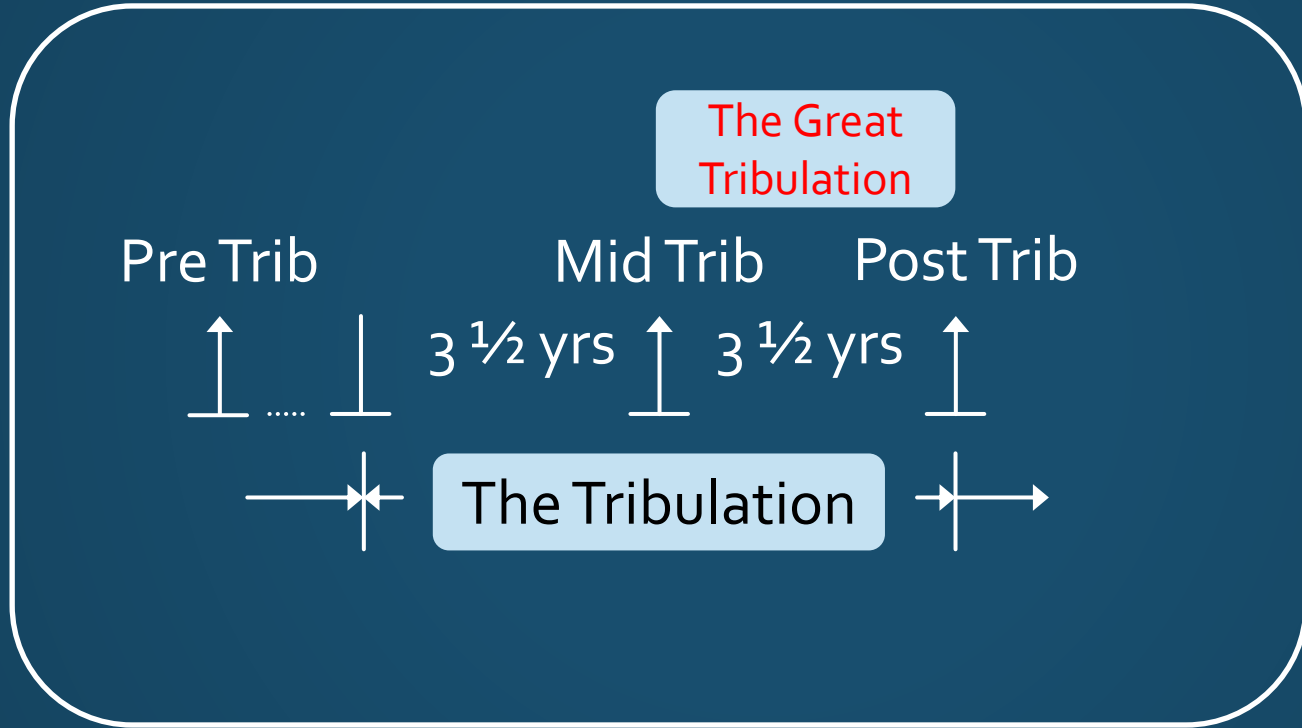 The Great
Tribulation
Pre Trib Mid Trib Post Trib
3 ½ yrs 3 ½ yrs
.....
The Tribulation